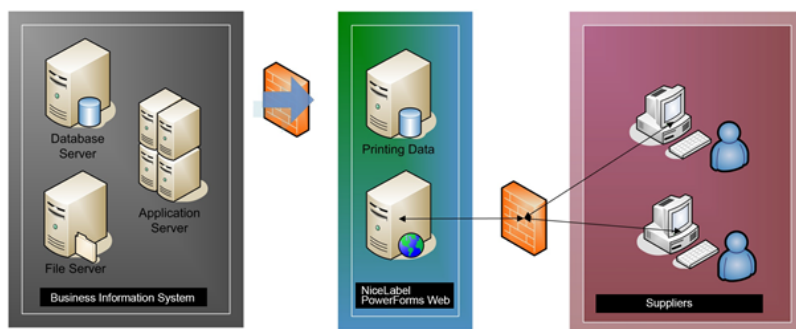 Database
Server
Application
Server
File Server
Business Information System
Printing Data
NiceLabel
PowerForms Web
Suppliers